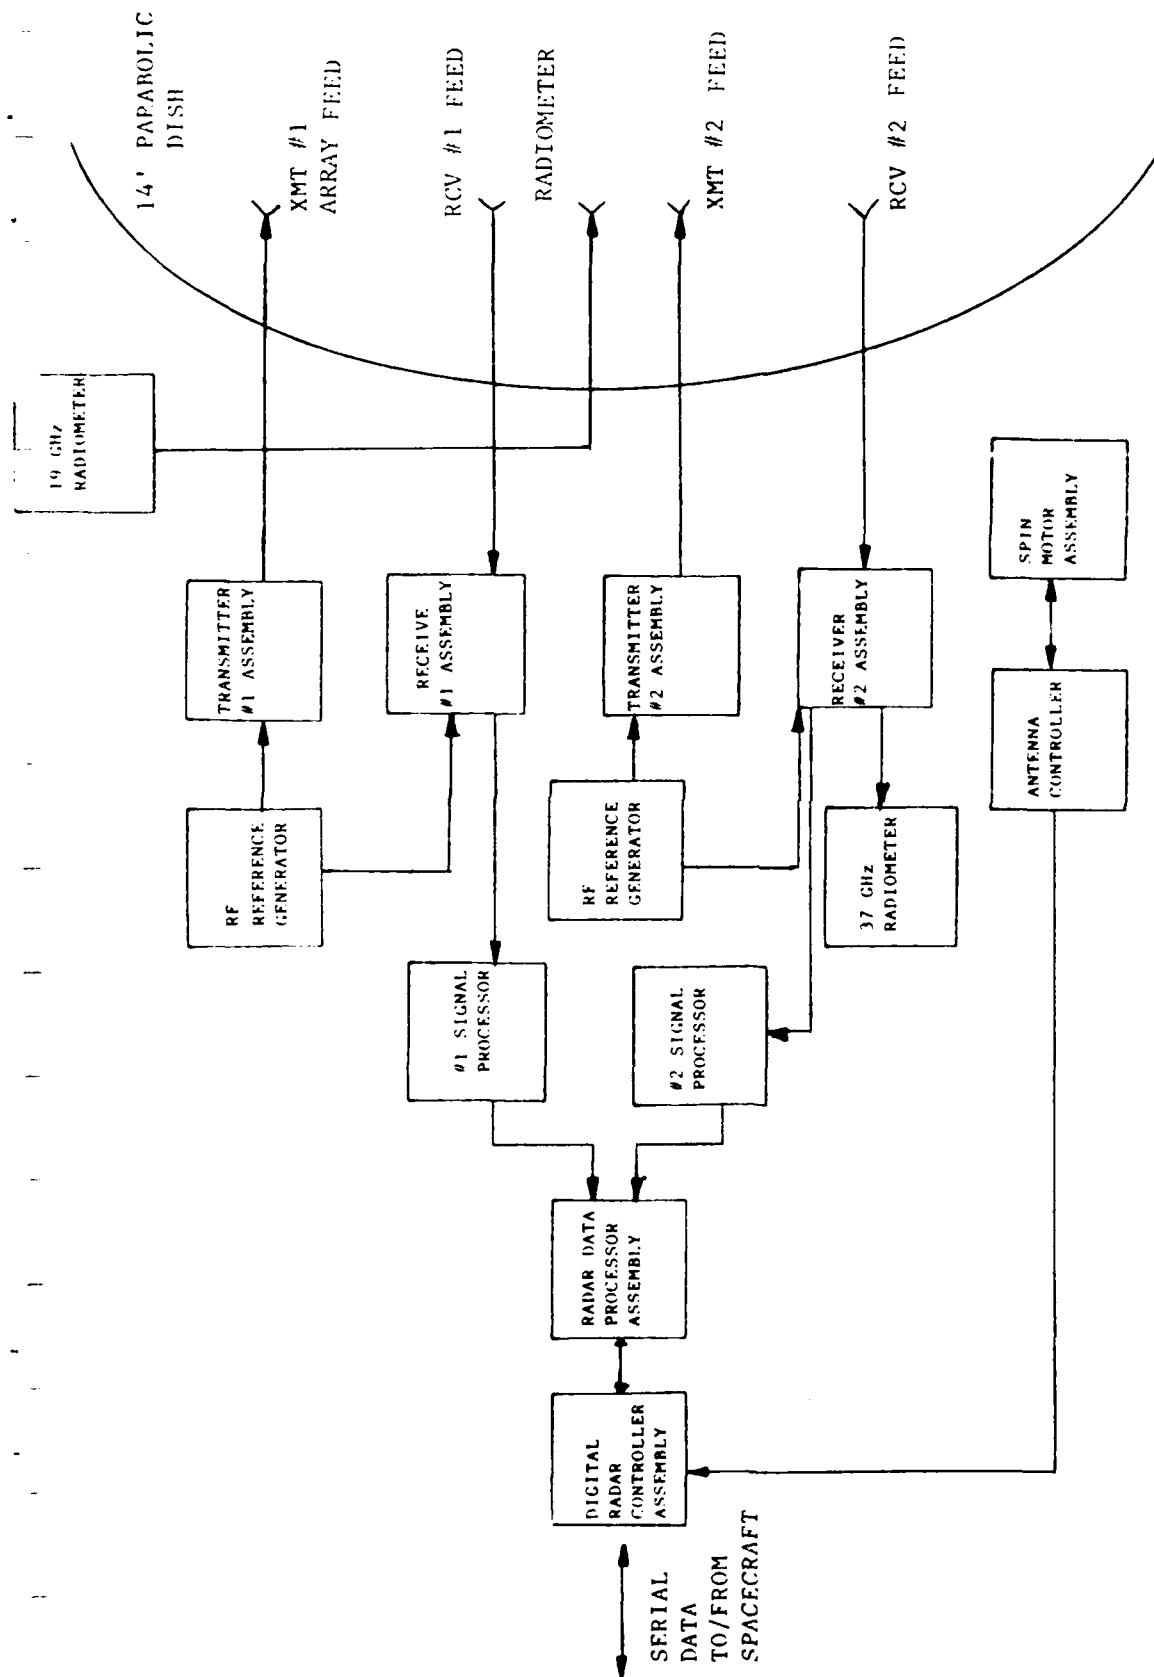 14' PARABOLIC
DISH
XMT #1
ARRAY FEED
RCV #1 FEED
RADIOMETER
XMT #2 FEED
RCV #2 FEED
19 GHz
RADIOMETER
TRANSMITTER
#1 ASSEMBLY
RECEIVE
#1 ASSEMBLY
TRANSMITTER
#2 ASSEMBLY
RECEIVER
#2 ASSEMBLY
SPIN
MOTOR
ASSEMBLY
RF
REFERENCE
GENERATOR
RF
REFERENCE
GENERATOR
37 GHz
RADIOMETER
ANTENNA
CONTROLLER
#1 SIGNAL
PROCESSOR
#2 SIGNAL
PROCESSOR
RADAR DATA
PROCESSOR
ASSEMBLY
DIGITAL
RADAR
CONTROLLER
ASSEMBLY
SERIAL
DATA
TO/FROM
SPACECRAFT